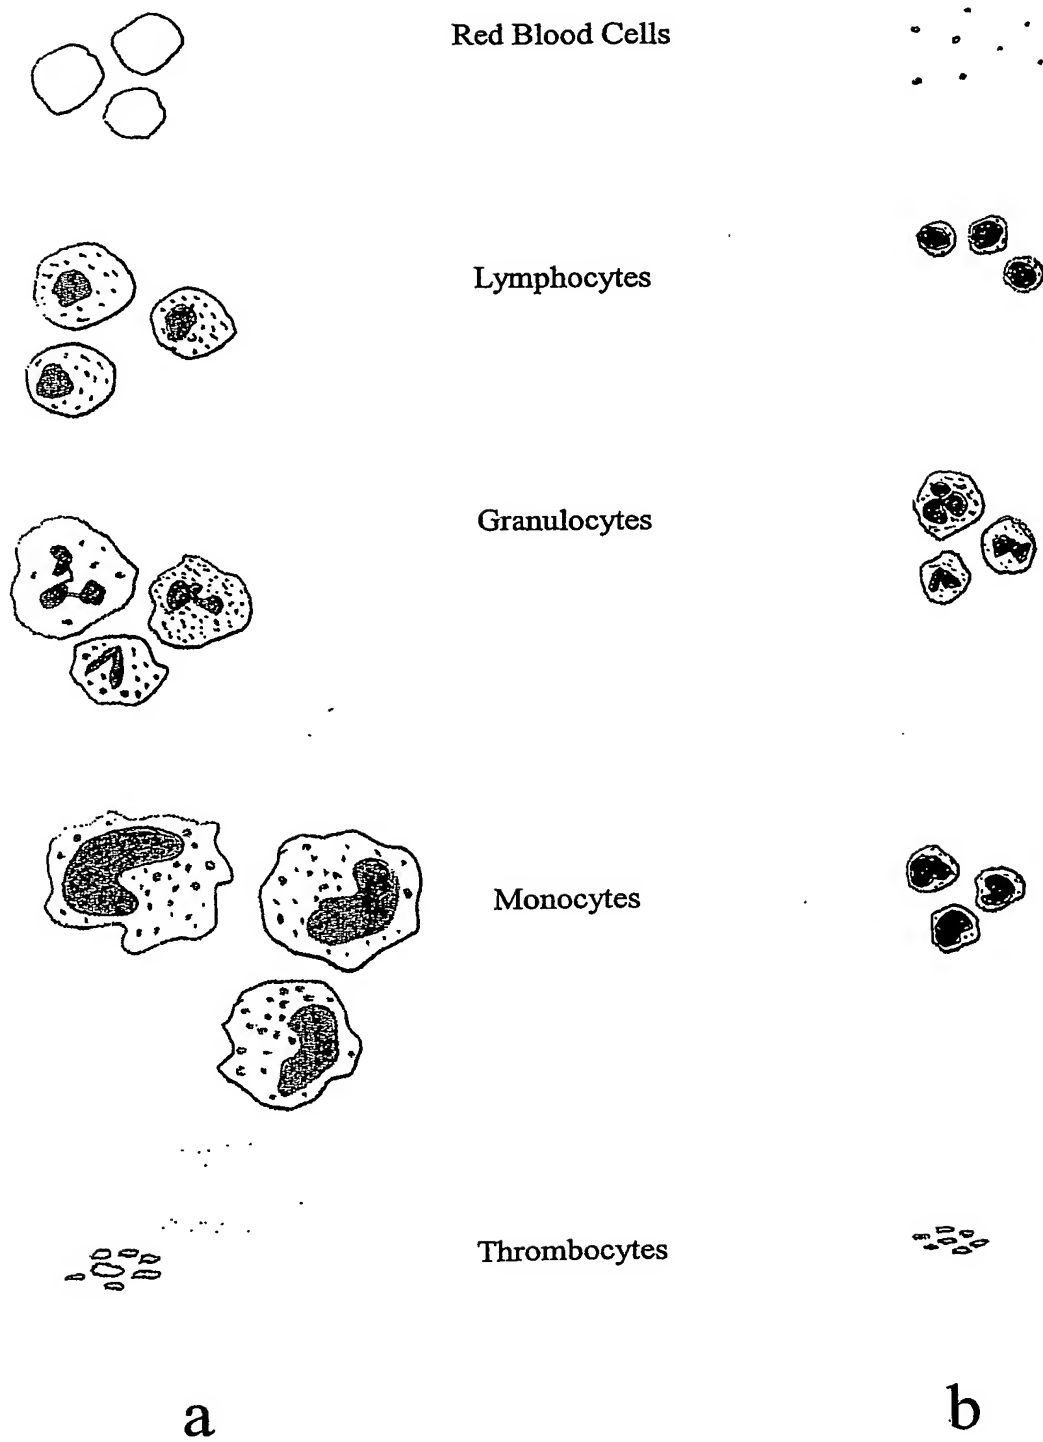 Red Blood Cells
Lymphocytes
Granulocytes
Monocytes
Thrombocytes
a
b